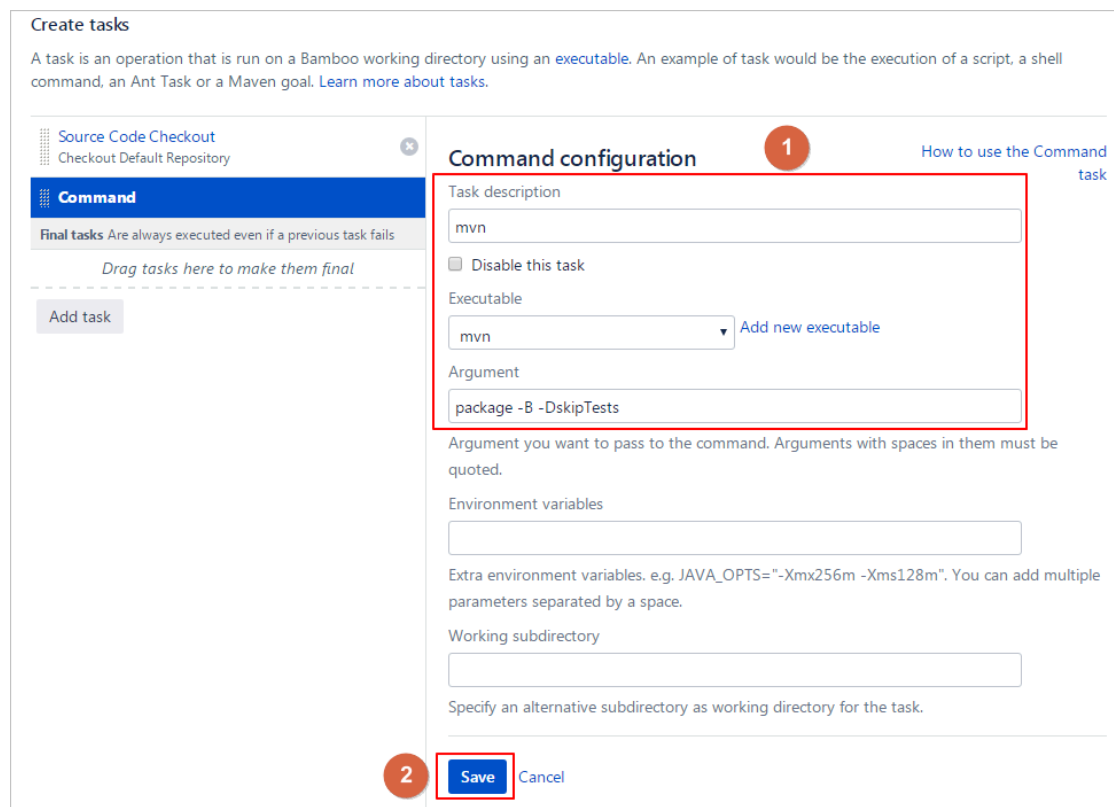 Create tasks
A task is an operation that is run on a Bamboo working directory using an executable. An example of task would be the execution of a script, a shell
command, an Ant Task or a Maven goal. Learn more about tasks.
Source Code Checkout
Checkout Default Repository
Command
Final tasks Are always executed even if a previous task fails
Drag tasks here to make them final
Add task
Command configuration
1
How to use the Command
task
Task description
mvn
Disable this task
Executable
mvn
Add new executable
Argument
package -B -DskipTests
Argument you want to pass to the command. Arguments with spaces in them must be
quoted.
Environment variables
Extra environment variables. e.g. JAVA_OPTS="-Xmx256m -Xms128m". You can add multiple
parameters separated by a space.
Working subdirectory
Specify an alternative subdirectory as working directory for the task.
2
Save
Cancel